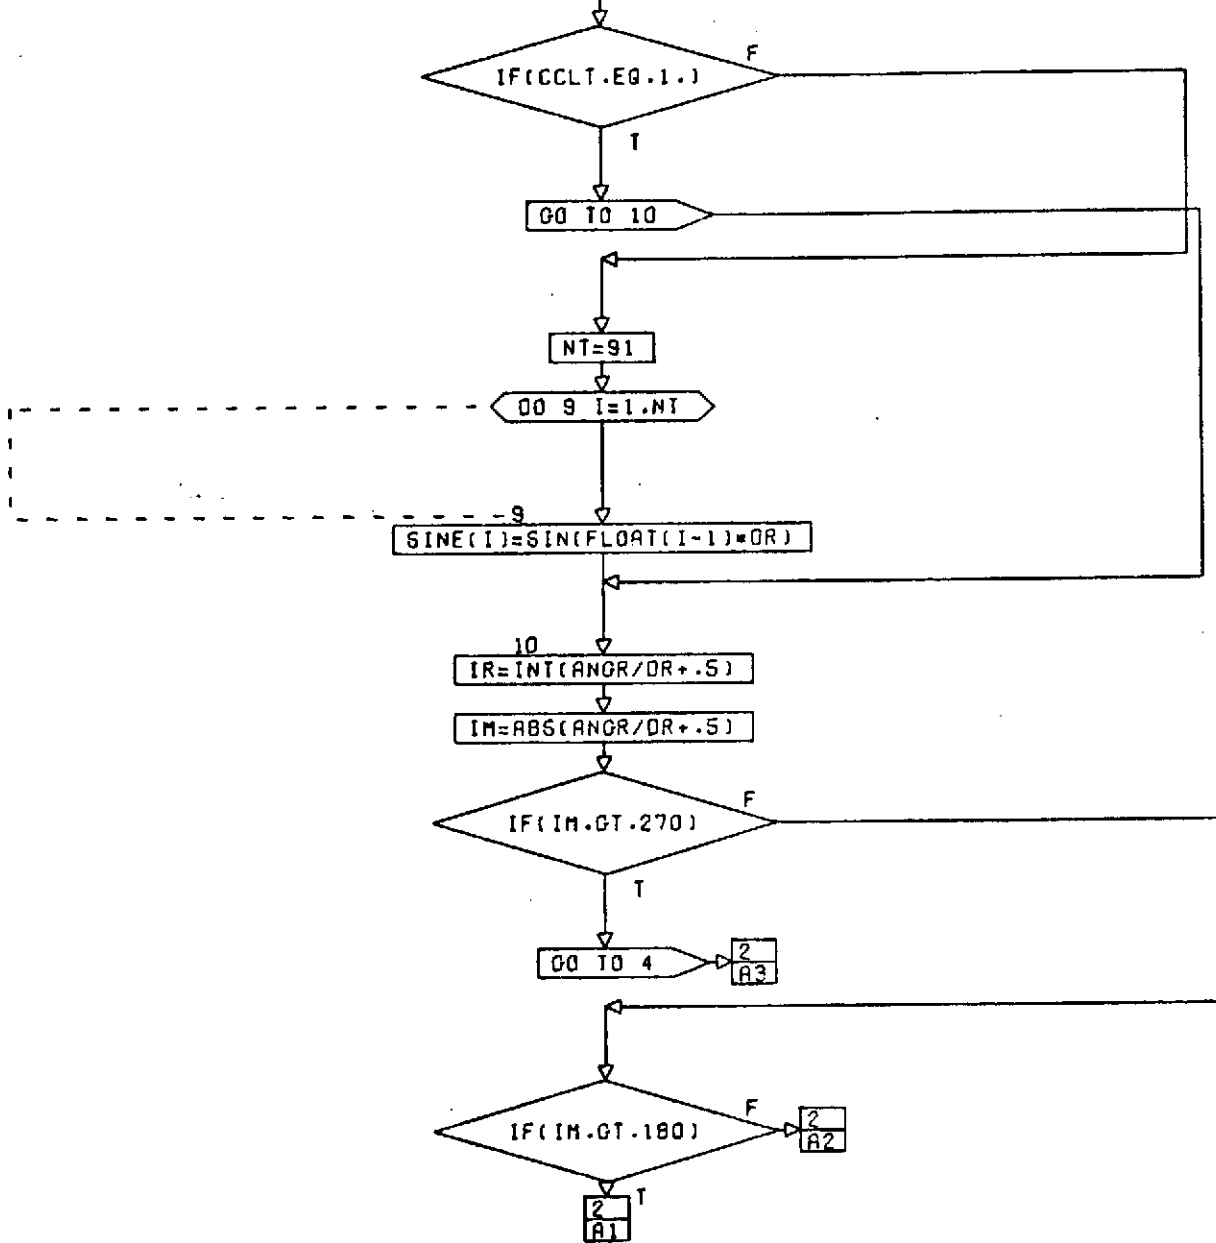 F
IF(CCLT.EQ.1.)
T
GO TO 10
NT=91
DO 9 I=1.NT
9
SINE(I)=SIN(FLOAT(I-1)*DR)
10
IR=INT(ANGR/DR+.5)
IM=ABS(ANGR/DR+.5)
F
IF(IM.GT.270)
T
GO TO 4
2
A3
F
IF(IM.GT.180)
2
A2
T
2
A1